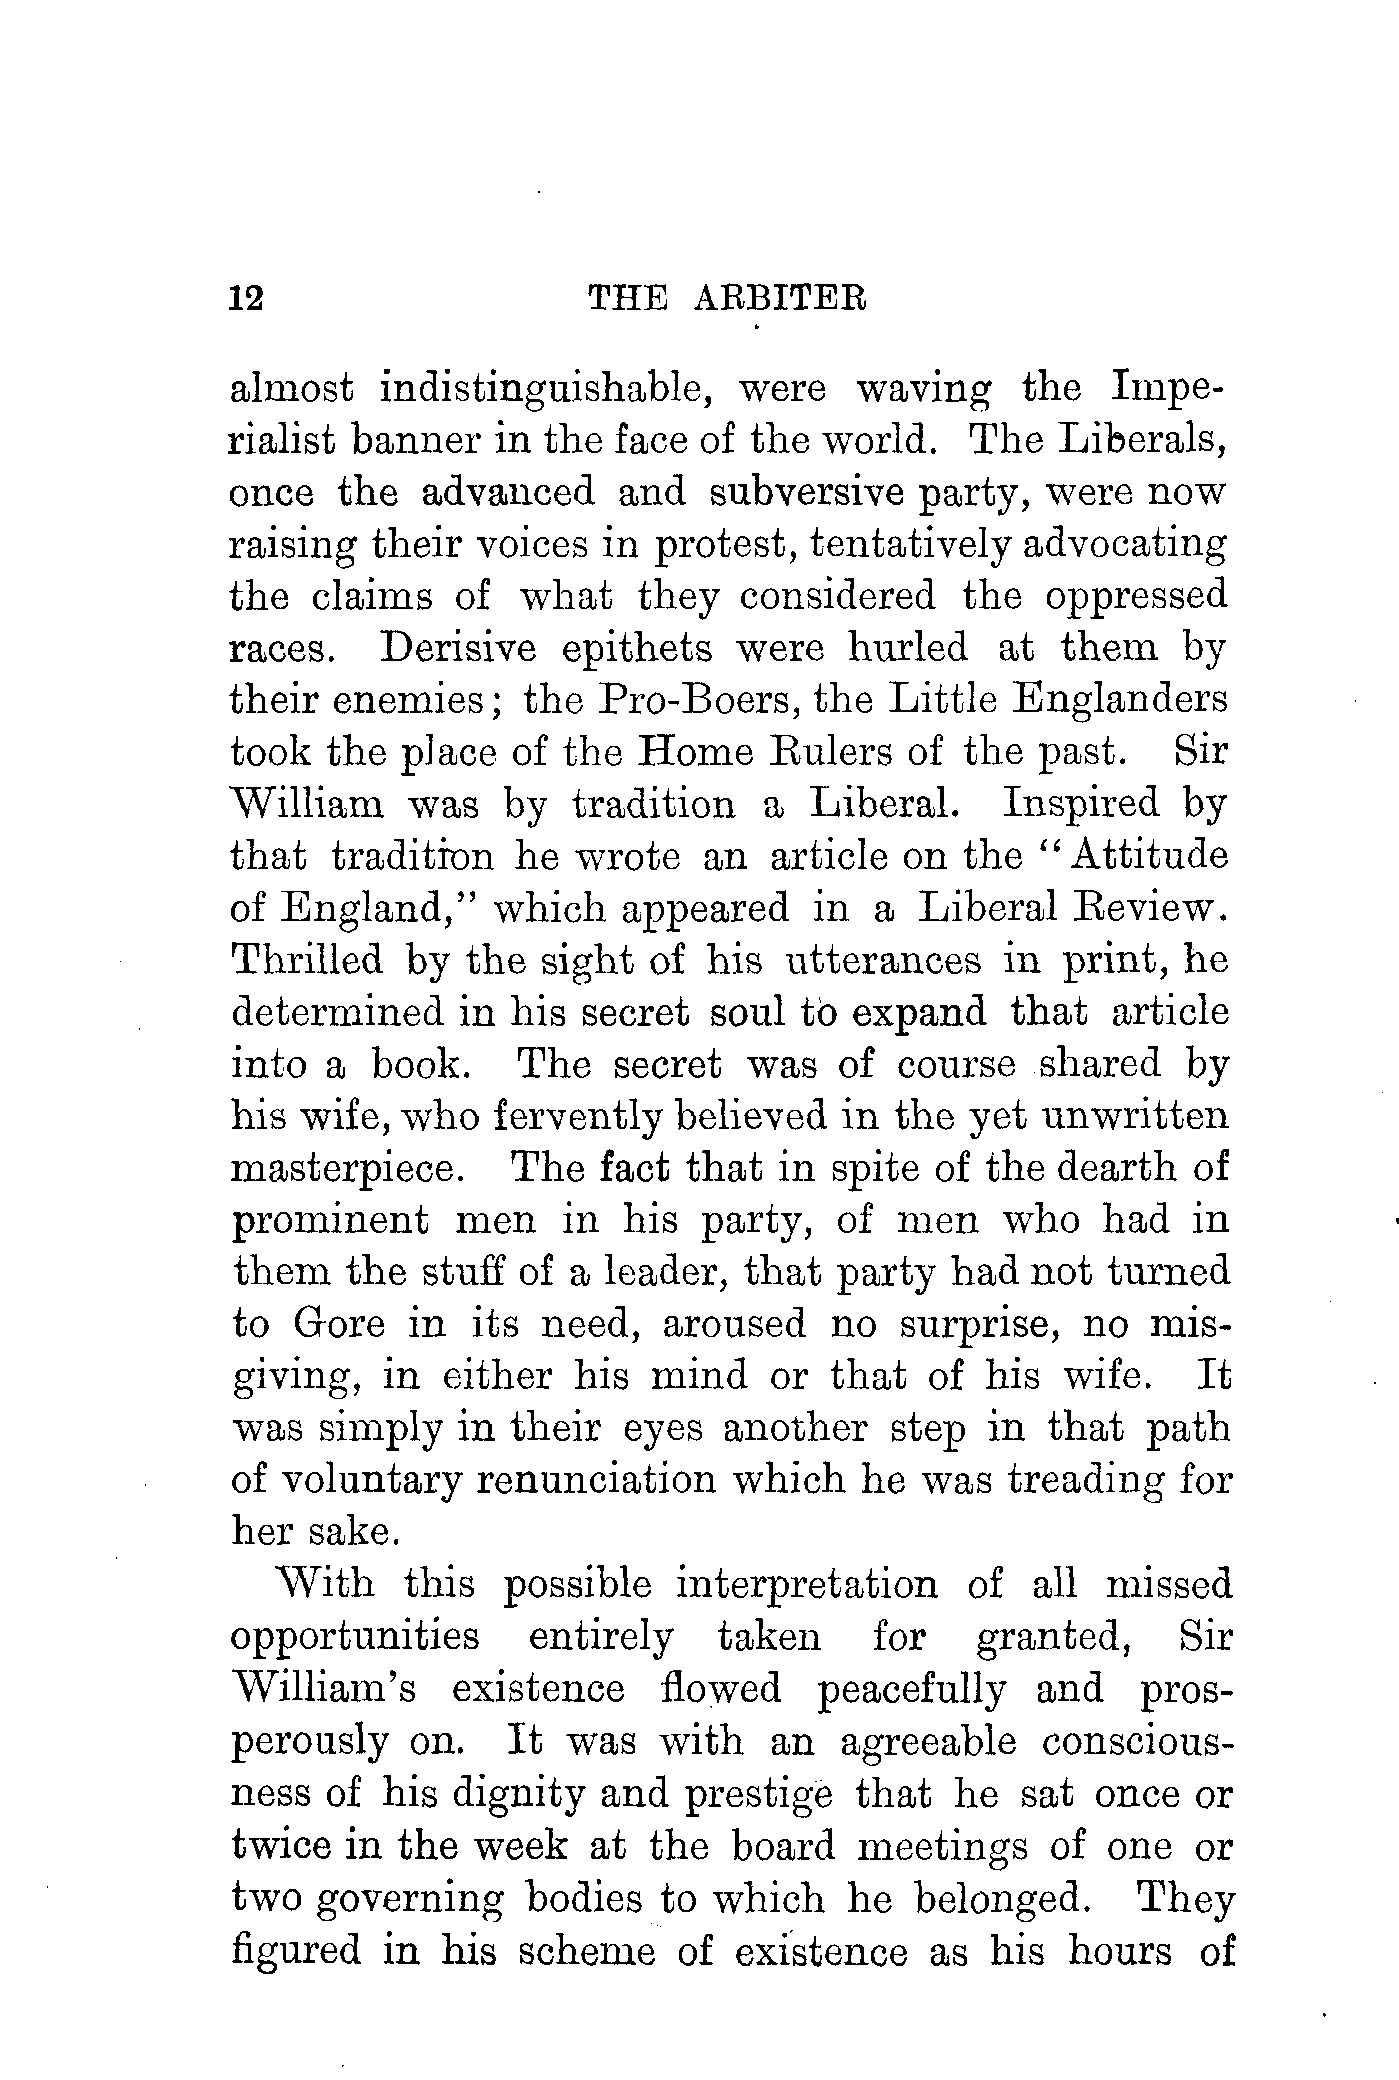 12 THE ARBITER
almost indistinguishable, were waving the Impe-
rialist banner in the face of the world. The Liberals,
once the advanced and subversive party, were now
raising their voices in protest, tentatively advocating
the claims of what they considered the oppressed
races. Derisive epithets were hurled at them by
their enemies; the Pro-Boers, the Little Englanders
took the place of the Home Rulers of the past. Sir
William was by tradition a Liberal. Inspired by
that tradition he wrote an article on the “Attitude
of England,” which appeared in a Liberal Review.
Thrilled by the sight of his utterances in print, he
determined in his secret soul to expand that article
into a book. The secret was of course shared by
his wife, who fervently believed in the yet unwritten
masterpiece. The fact that in spite of the dearth of
prominent men in his party, of men who had in
them the stuff of a leader, that party had not turned
to Gore in its need, aroused no surprise, no mis-
giving, in either his mind or that of his wife. It
was simply in their eyes another step in that path
of voluntary renunciation which he was treading for
her sake.
With this possible interpretation of all missed
opportunities entirely taken for granted, Sir
William’s existence flowed peacefully and pros-
perously on. It was with an agreeable conscious-
ness of his dignity and prestige that he sat once or
twice in the week at the board meetings of one or
two governing bodies to which he belonged. They
figured in his scheme of existence as his hours of